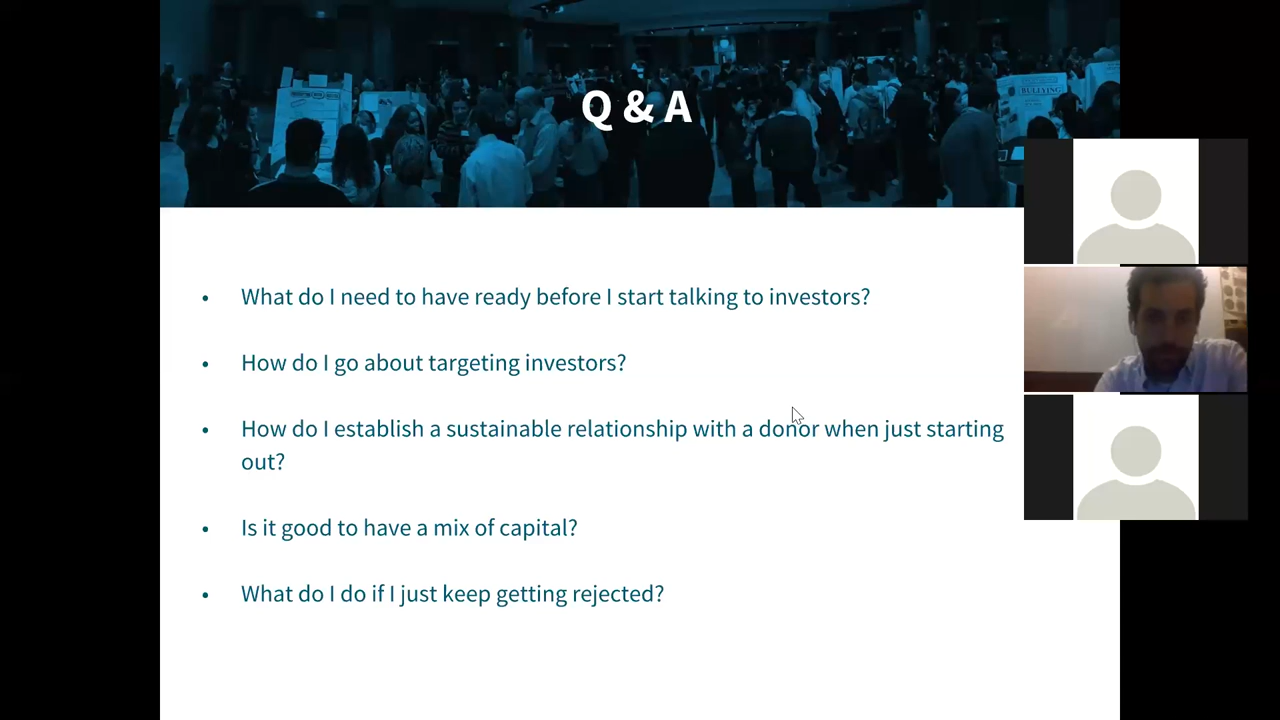 Q & A
BULLYING
• What do I need to have ready before I start talking to investors?
• How do I go about targeting investors?
• How do I establish a sustainable relationship with a donor when just starting
out?
• Is it good to have a mix of capital?
• What do I do if I just keep getting rejected?